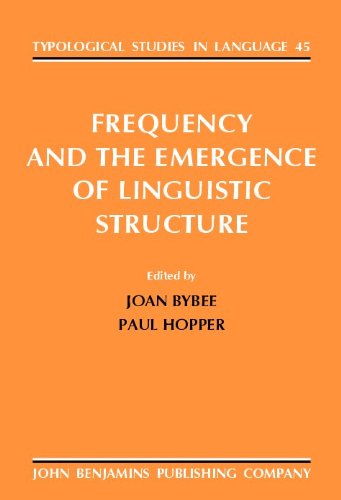 TYPOLOGICAL STUDIES IN LANGUAGE 45
FREQUENCY
AND THE EMERGENCE
OF LINGUISTIC
STRUCTURE
Edited by
JOAN BYBEE
PAUL HOPPER
JOHN BENJAMINS PUBLISHING COMPANY